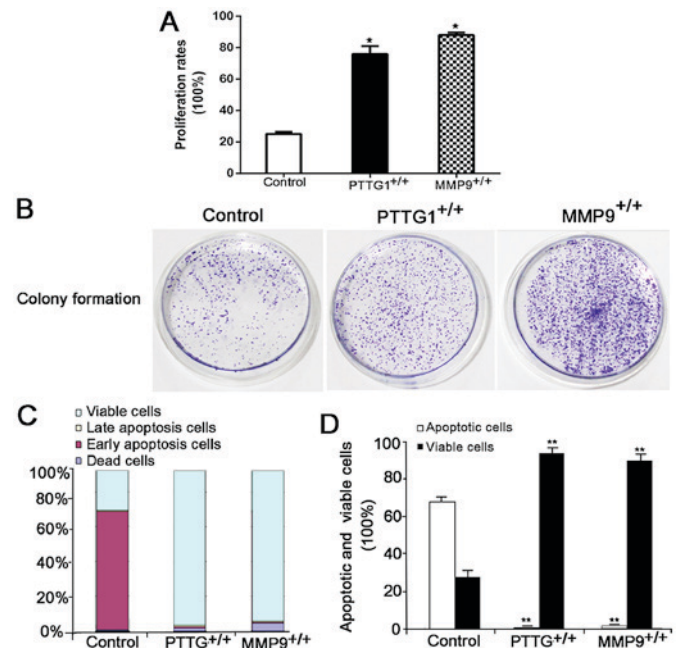 A
Proliferation rates
(100%)
100
80
60
40
20
0
*
*
Control
PTTG1+/+
MMP9+/+
B
Control
PTTG1+/+
MMP9+/+
Colony formation
C
Viable cells
Late apoptosis cells
Early apoptosis cells
Dead cells
100%
80%
60%
40%
20%
0%
Control
PTTG+/+
MMP9+/+
D
Apoptotic cells
Viable cells
Apoptotic and viable cells
(100%)
100
80
60
40
20
0
**
**
**
**
Control
PTTG+/+
MMP9+/+